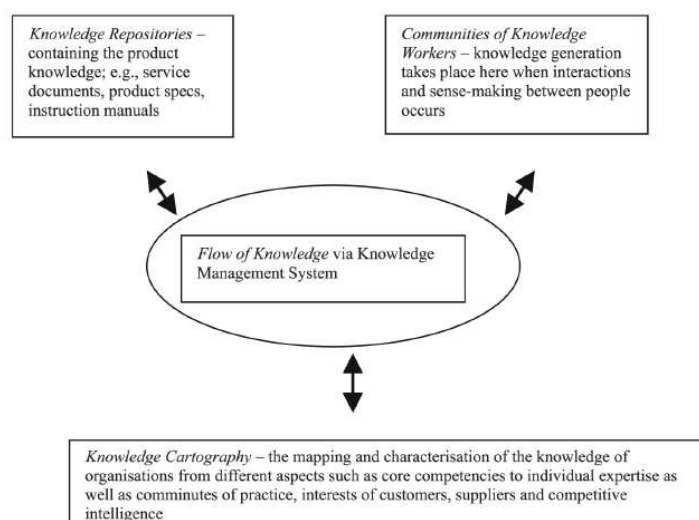 Knowledge Repositories –
containing the product
knowledge; e.g., service
documents, product specs,
instruction manuals
Communities of Knowledge
Workers – knowledge generation
takes place here when interactions
and sense-making between people
occurs
Flow of Knowledge via Knowledge
Management System
Knowledge Cartography – the mapping and characterisation of the knowledge of
organisations from different aspects such as core competencies to individual expertise as
well as comminutes of practice, interests of customers, suppliers and competitive
intelligence